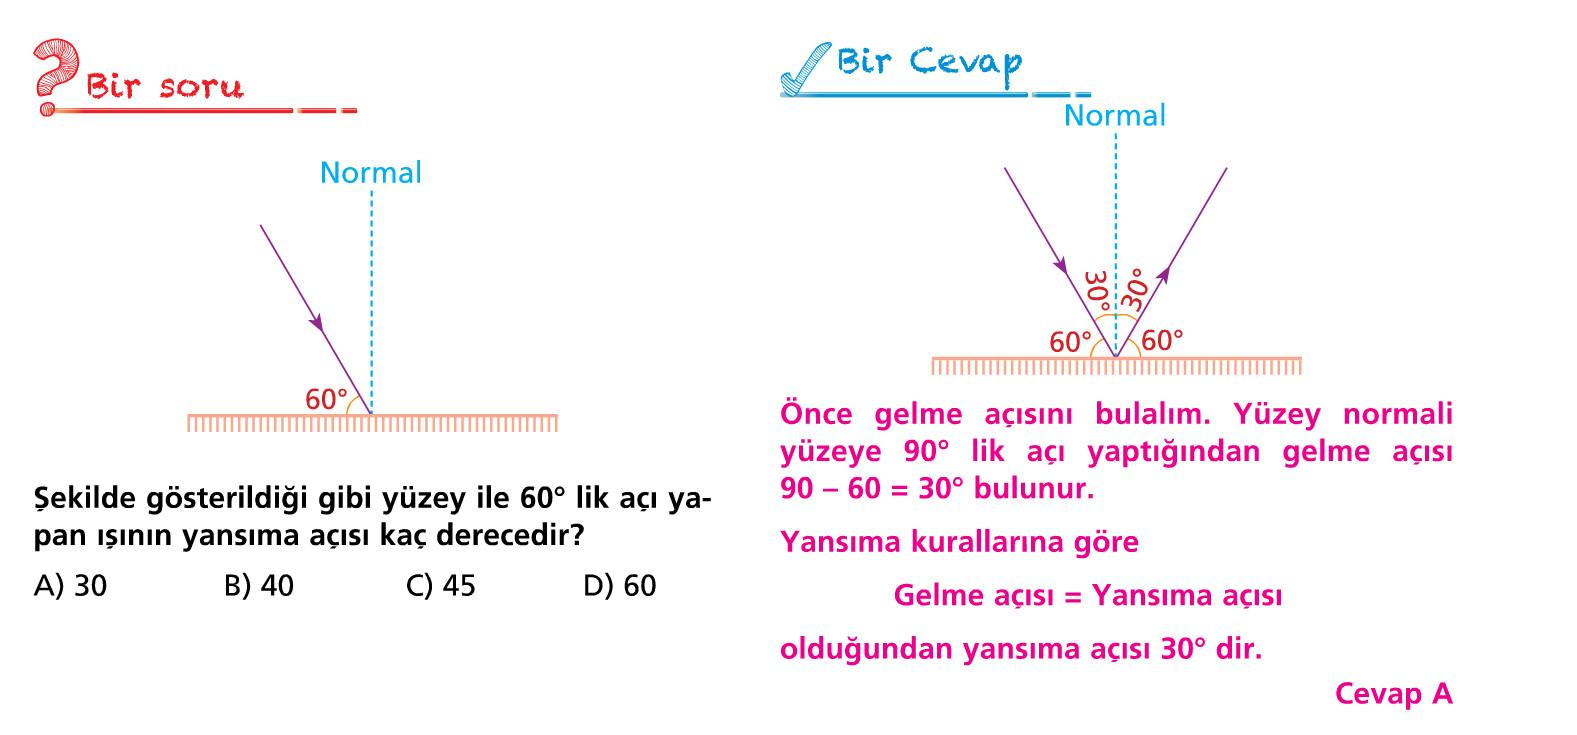 Bir soru
Normal
60°
Şekilde gösterildiği gibi yüzey ile 60° lik açı ya-
pan ışının yansıma açısı kaç derecedir?
A) 30 B) 40 C) 45 D) 60
Bir Cevap
Normal
30° 30°
60° 60°
Önce gelme açısını bulalım. Yüzey normali
yüzeye 90° lik açı yaptığından gelme açısı
90 – 60 = 30° bulunur.
Yansıma kurallarına göre
Gelme açısı = Yansıma açısı
olduğundan yansıma açısı 30° dir.
Cevap A